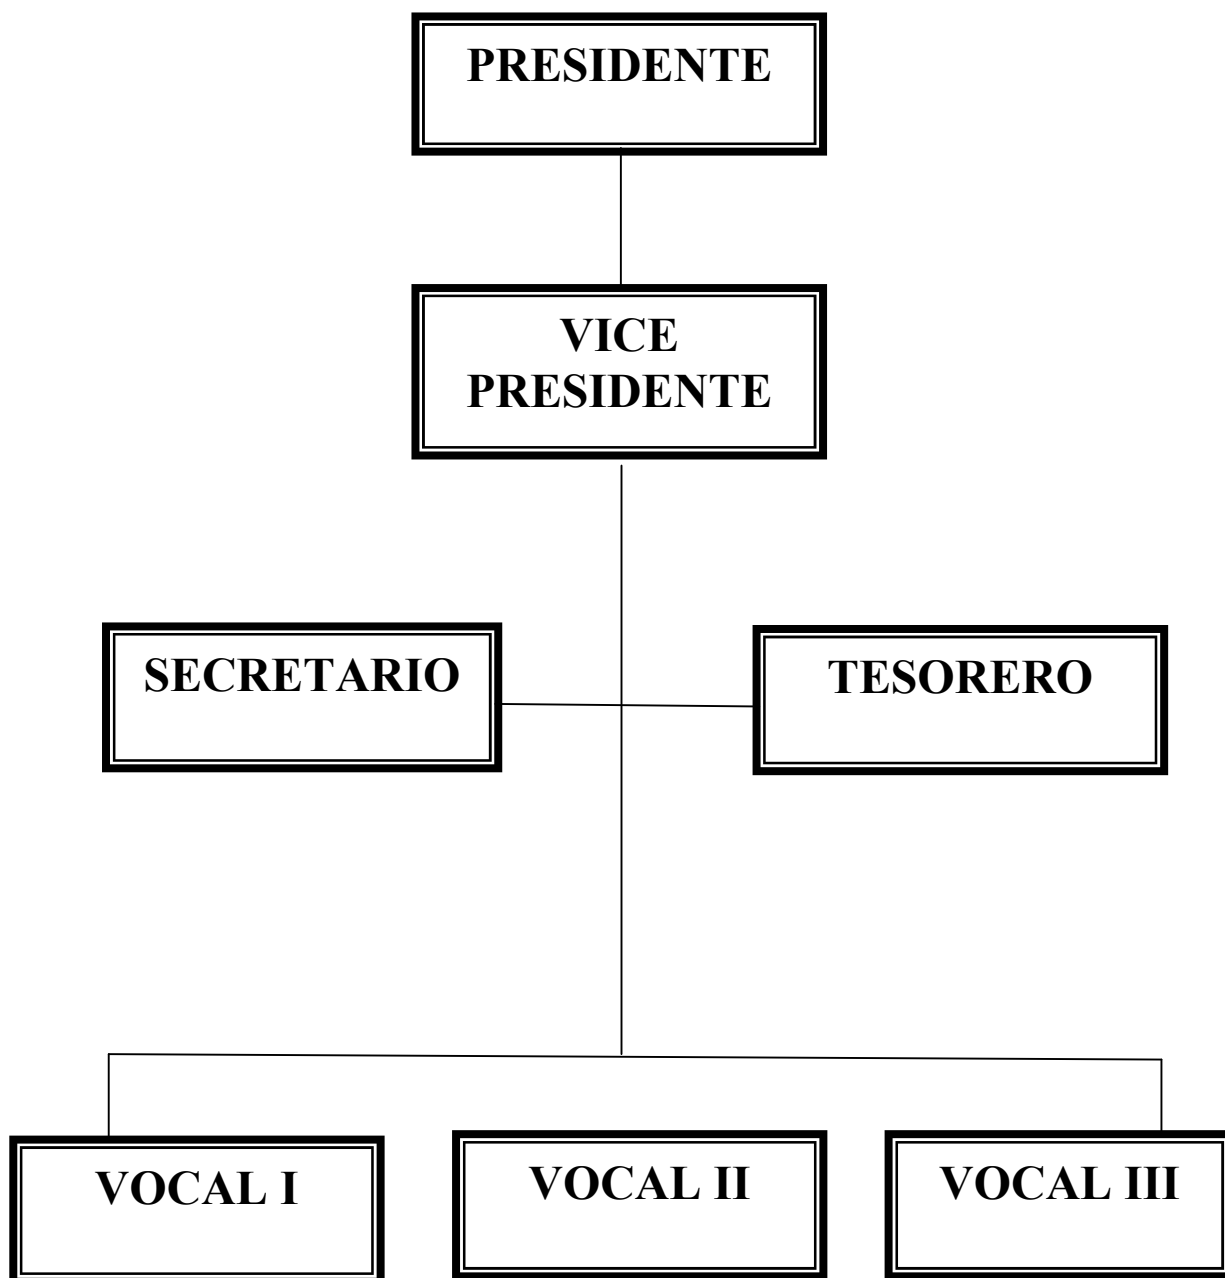 PRESIDENTE
VICE
PRESIDENTE
SECRETARIO
TESORERO
VOCAL I
VOCAL II
VOCAL III